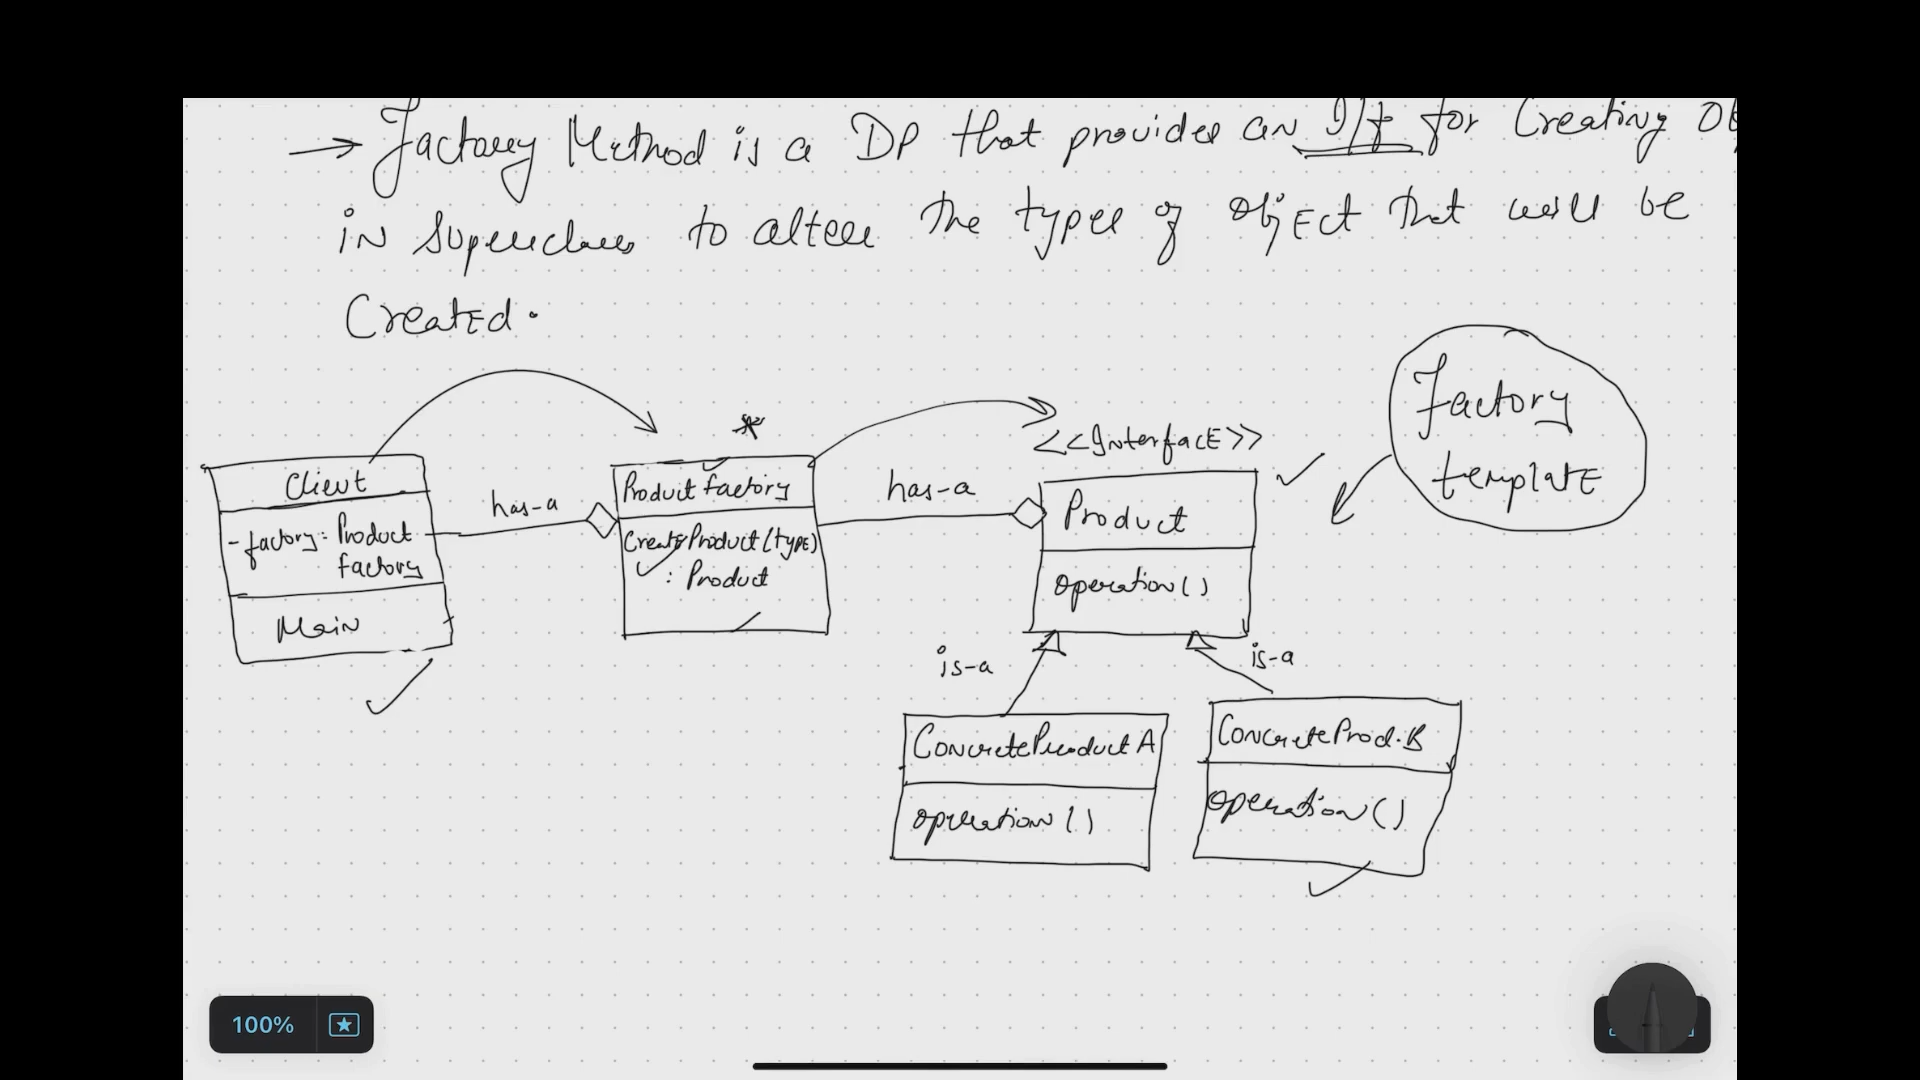 → Factory Method is a DP that provides an I/f for Creating Ob
in Superclass to alter the types of object that will be
Created.
Factory
template
<<Interface>>
Client
- factory: Product
factory
Main
has-a
Product factory
CreateProduct(type)
: Product
has-a
Product
operation()
is-a
is-a
ConcreteProduct A
operation()
ConcreteProd.B
operation()
100%